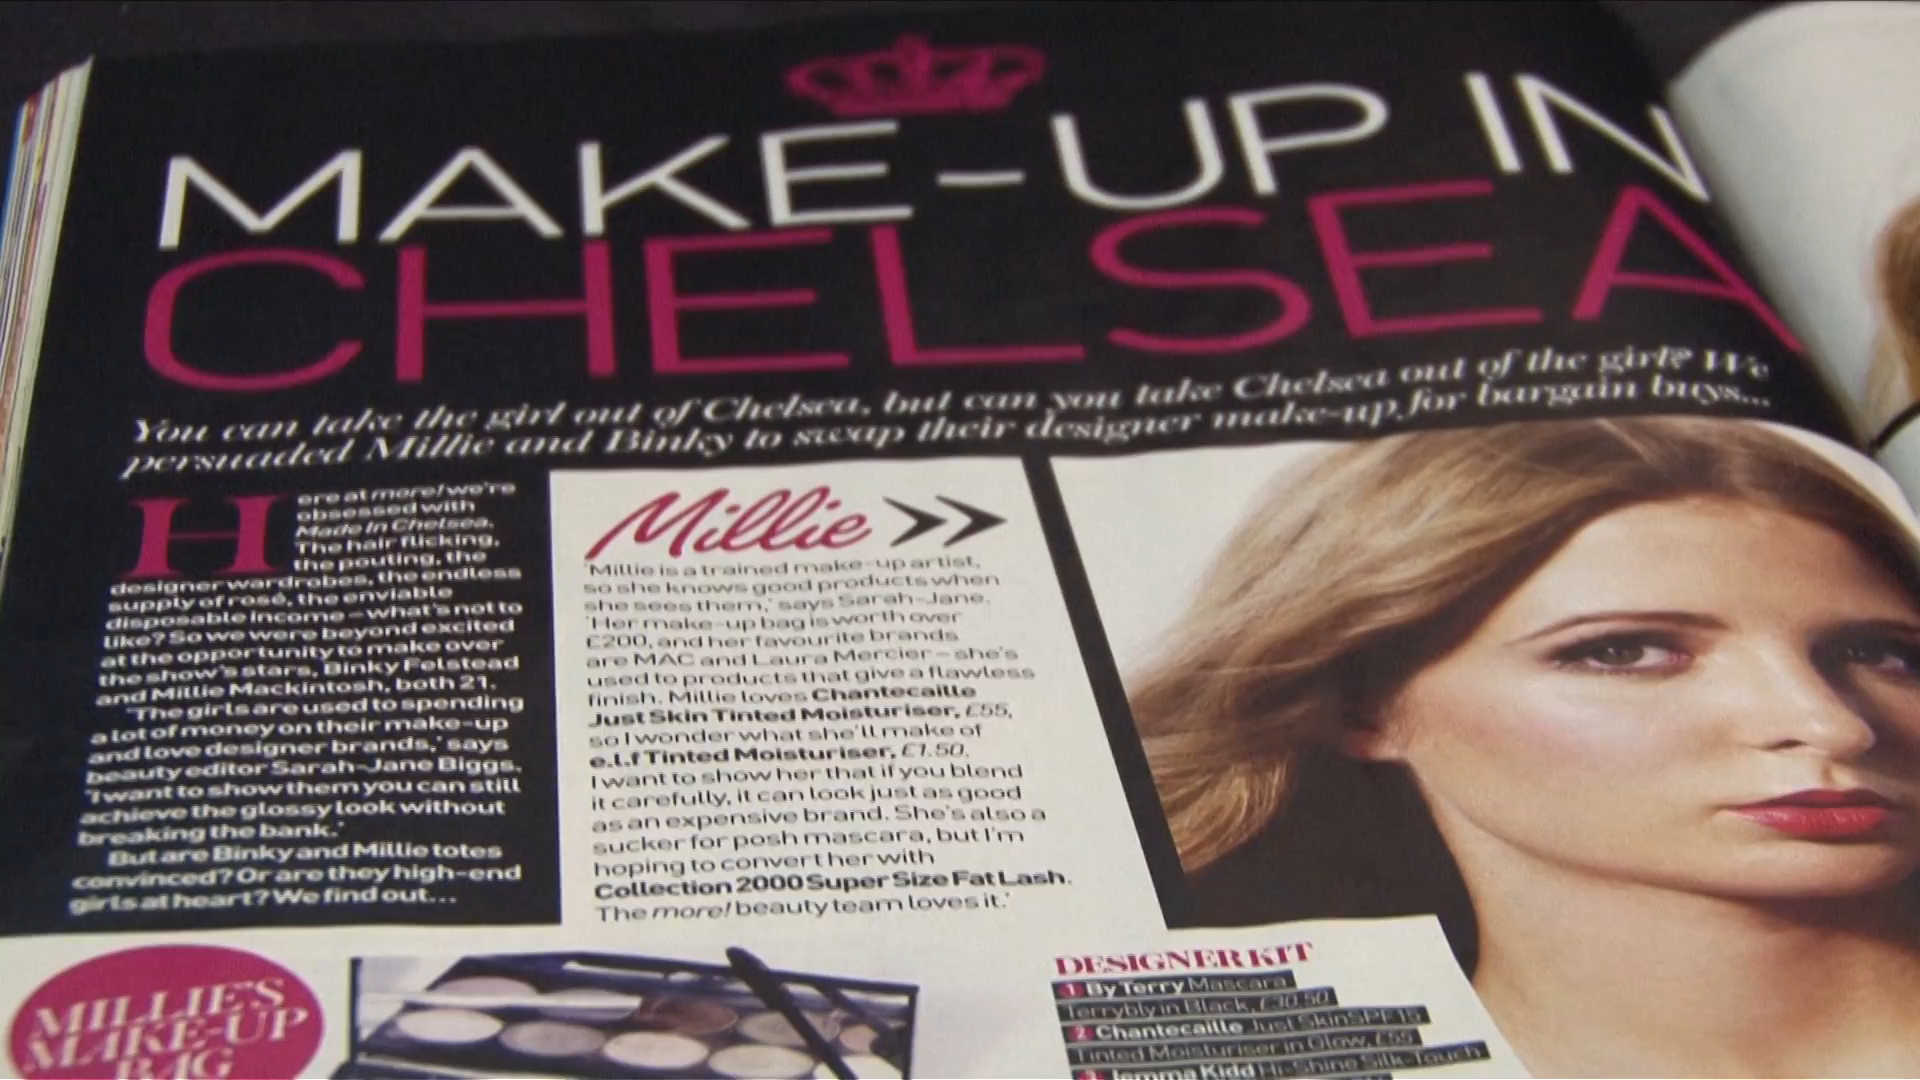 MAKE-UP IN
CHELSEA
You can take the girl out of Chelsea, but can you take Chelsea out of the girl? We
persuaded Millie and Binky to swap their designer make-up for bargain buys...
Here at more! we're
obsessed with
Made In Chelsea.
The hair flicking,
the pouting, the
designer wardrobes, the endless
supply of rosé, the enviable
disposable income – what's not to
like? So we were beyond excited
at the opportunity to make over
the show's stars, Binky Felstead
and Millie Mackintosh, both 21.
'The girls are used to spending
a lot of money on their make-up
and love designer brands,' says
beauty editor Sarah-Jane Biggs.
'I want to show them you can still
achieve the glossy look without
breaking the bank.'
But are Binky and Millie totes
convinced? Or are they high-end
girls at heart? We find out...
Millie >>
'Millie is a trained make-up artist,
so she knows good products when
she sees them,' says Sarah-Jane.
'Her make-up bag is worth over
£200, and her favourite brands
are MAC and Laura Mercier – she's
used to products that give a flawless
finish. Millie loves Chantecaille
Just Skin Tinted Moisturiser, £55,
so I wonder what she'll make of
e.l.f Tinted Moisturiser, £1.50.
I want to show her that if you blend
it carefully, it can look just as good
as an expensive brand. She's also a
sucker for posh mascara, but I'm
hoping to convert her with
Collection 2000 Super Size Fat Lash.
The more! beauty team loves it.'
MILLIE'S
MAKE-UP
BAG
DESIGNER KIT
1 By Terry Mascara
Terrybly in Black, £30.50
2 Chantecaille Just Skin SPF 15
Tinted Moisturiser in Glow, £55
3 Jemma Kidd Hi-Shine Silk-Touch